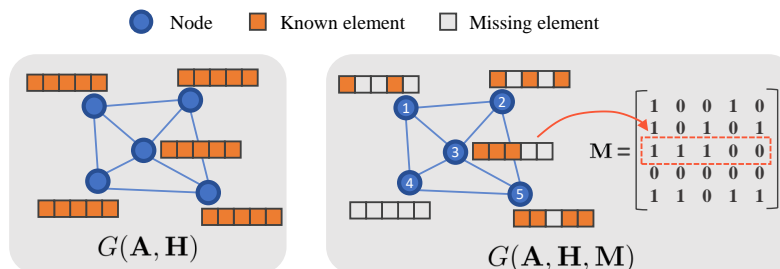 Node Known element Missing element
1 2 3 4 5
M =
1 0 0 1 0
1 0 1 0 1
1 1 1 0 0
0 0 0 0 0
1 1 0 1 1
G(A, H)
G(A, H, M)